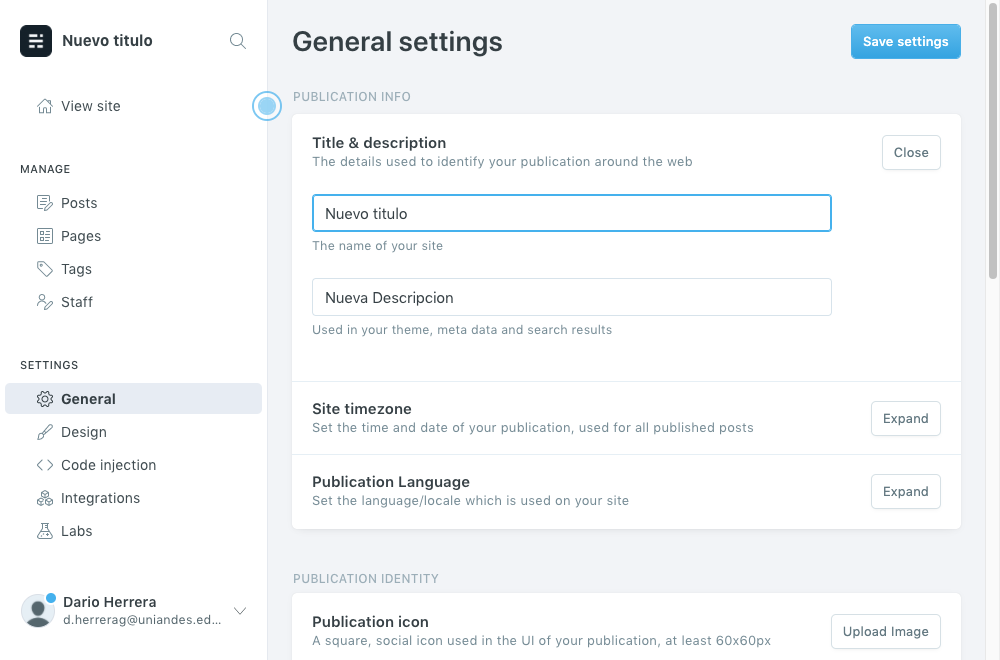 Nuevo titulo
View site
MANAGE
Posts
Pages
Tags
Staff
SETTINGS
General
Design
Code injection
Integrations
Labs
Dario Herrera
d.herrerag@uniandes.ed...
General settings
Save settings
PUBLICATION INFO
Title & description
The details used to identify your publication around the web
Close
Nuevo titulo
The name of your site
Nueva Descripcion
Used in your theme, meta data and search results
Site timezone
Set the time and date of your publication, used for all published posts
Expand
Publication Language
Set the language/locale which is used on your site
Expand
PUBLICATION IDENTITY
Publication icon
A square, social icon used in the UI of your publication, at least 60x60px
Upload Image